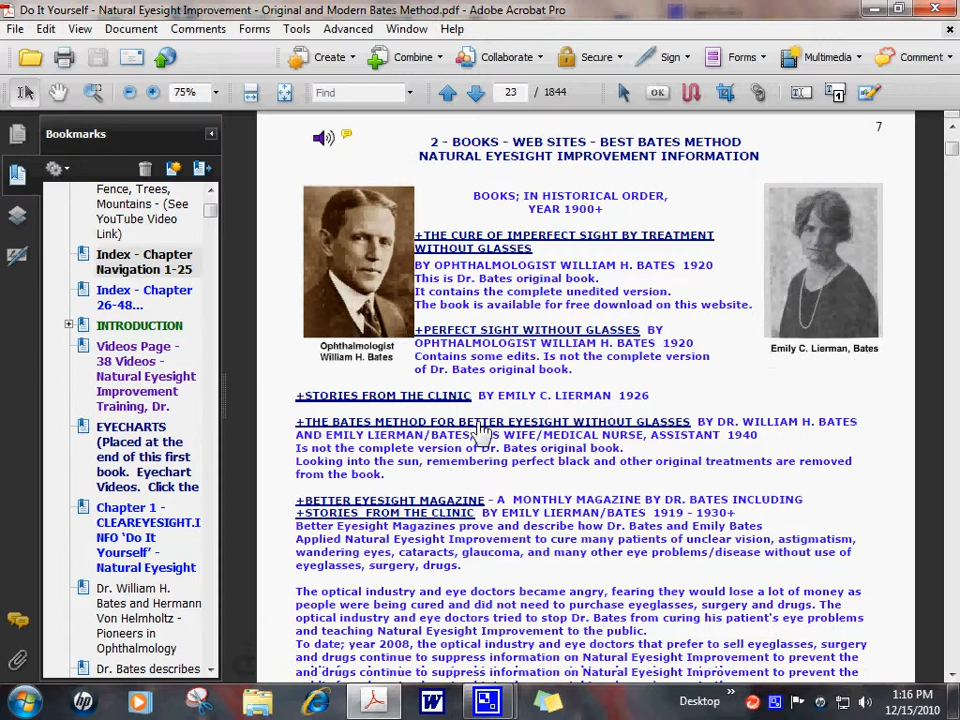 Do It Yourself - Natural Eyesight Improvement - Original and Modern Bates Method.pdf - Adobe Acrobat Pro
File Edit View Document Comments Forms Tools Advanced Window Help
Create Combine Collaborate Secure Sign Forms Multimedia Comment
75% Find 23 / 1844 OK
Bookmarks
Fence, Trees,
Mountains - (See
YouTube Video
Link)
Index - Chapter
Navigation 1-25
Index - Chapter
26-48...
INTRODUCTION
Videos Page -
38 Videos -
Natural Eyesight
Improvement
Training, Dr.
EYECHARTS
(Placed at the
end of this first
book. Eyechart
Videos. Click the
Chapter 1 -
CLEAREYESIGHT.I
NFO 'Do It
Yourself' -
Natural Eyesight
Dr. William H.
Bates and Hermann
Von Helmholtz -
Pioneers in
Ophthalmology
Dr. Bates describes
7
2 - BOOKS - WEB SITES - BEST BATES METHOD
NATURAL EYESIGHT IMPROVEMENT INFORMATION
BOOKS; IN HISTORICAL ORDER,
YEAR 1900+
+THE CURE OF IMPERFECT SIGHT BY TREATMENT
WITHOUT GLASSES
BY OPHTHALMOLOGIST WILLIAM H. BATES 1920
This is Dr. Bates original book.
It contains the complete unedited version.
The book is available for free download on this website.
+PERFECT SIGHT WITHOUT GLASSES BY
OPHTHALMOLOGIST WILLIAM H. BATES 1920
Contains some edits. Is not the complete version
of Dr. Bates original book.
Ophthalmologist
William H. Bates
Emily C. Lierman, Bates
+STORIES FROM THE CLINIC BY EMILY C. LIERMAN 1926
+THE BATES METHOD FOR BETTER EYESIGHT WITHOUT GLASSES BY DR. WILLIAM H. BATES
AND EMILY LIERMAN/BATES, WIFE/MEDICAL NURSE, ASSISTANT 1940
Is not the complete version of Dr. Bates original book.
Looking into the sun, remembering perfect black and other original treatments are removed
from the book.
+BETTER EYESIGHT MAGAZINE - A MONTHLY MAGAZINE BY DR. BATES INCLUDING
+STORIES FROM THE CLINIC BY EMILY LIERMAN/BATES 1919 - 1930+
Better Eyesight Magazines prove and describe how Dr. Bates and Emily Bates
Applied Natural Eyesight Improvement to cure many patients of unclear vision, astigmatism,
wandering eyes, cataracts, glaucoma, and many other eye problems/disease without use of
eyeglasses, surgery, drugs.
The optical industry and eye doctors became angry, fearing they would lose a lot of money as
people were being cured and did not need to purchase eyeglasses, surgery and drugs. The
optical industry and eye doctors tried to stop Dr. Bates from curing his patient's eye problems
and teaching Natural Eyesight Improvement to the public.
To date; year 2008, the optical industry and eye doctors that prefer to sell eyeglasses, surgery
and drugs continue to suppress information on Natural Eyesight Improvement to prevent the
and drugs continue to suppress information on Natural Eyesight Improvement to prevent the
Desktop
1:16 PM
12/15/2010